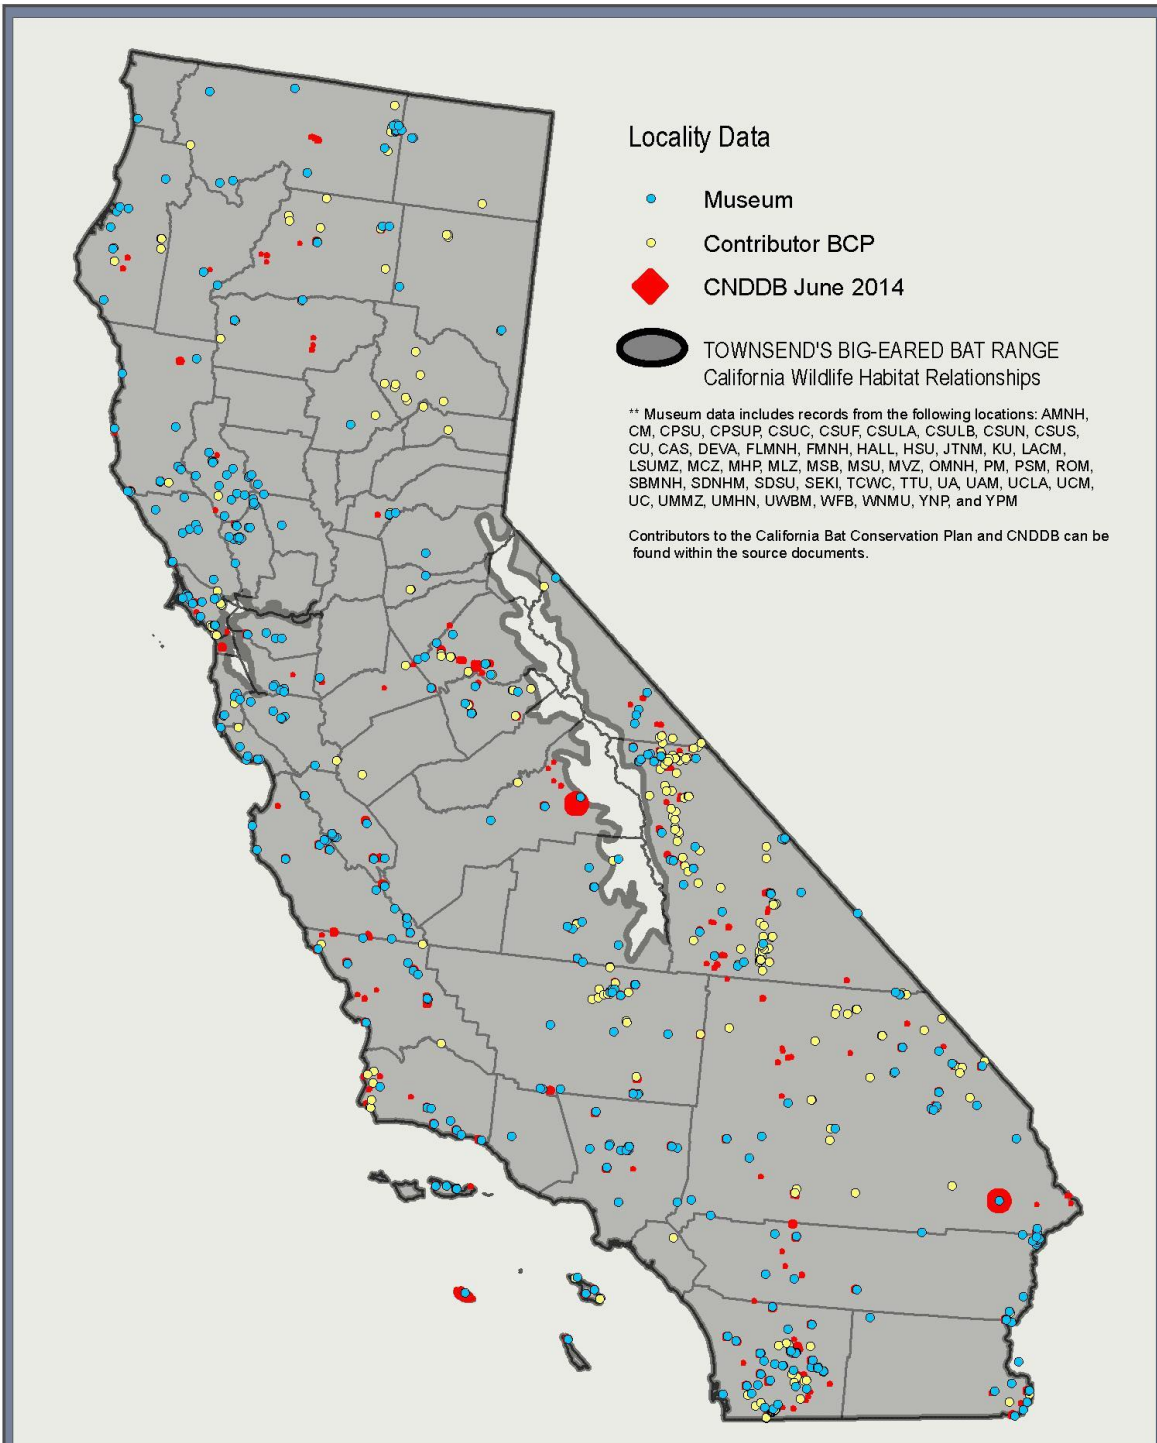 Locality Data
Museum
Contributor BCP
CNDDB June 2014
TOWNSEND'S BIG-EARED BAT RANGE
California Wildlife Habitat Relationships
** Museum data includes records from the following locations: AMNH,
CM, CPSU, CPSUP, CSUC, CSUF, CSULA, CSULB, CSUN, CSUS,
CU, CAS, DEVA, FLMNH, FMNH, HALL, HSU, JTNM, KU, LACM,
LSUMZ, MCZ, MHP, MLZ, MSB, MSU, MVZ, OMNH, PM, PSM, ROM,
SBMNH, SDNHM, SDSU, SEKI, TCWC, TTU, UA, UAM, UCLA, UCM,
UC, UMMZ, UMHN, UWBM, WFB, WNMU, YNP, and YPM
Contributors to the California Bat Conservation Plan and CNDDB can be
found within the source documents.